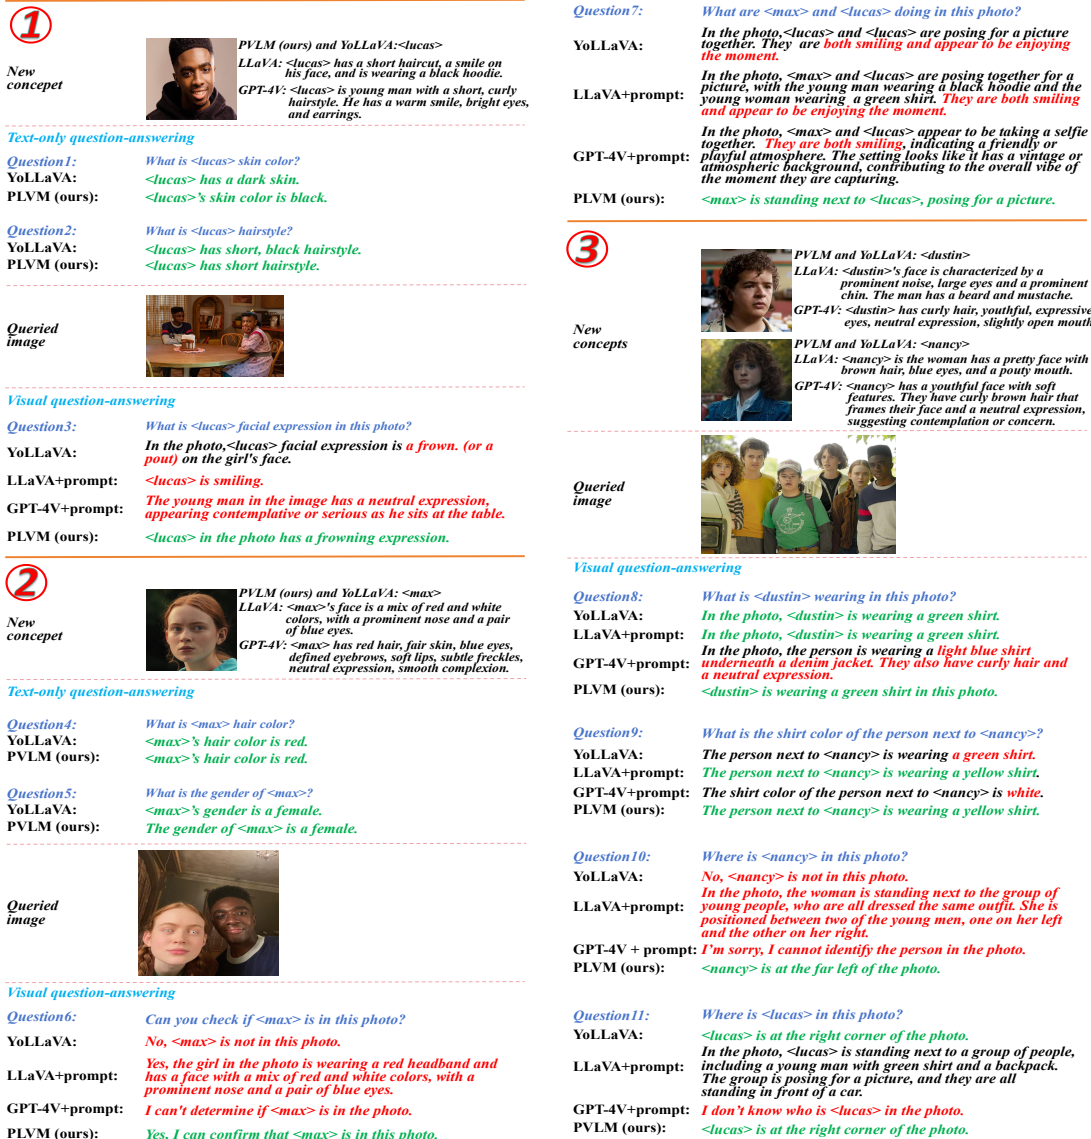 1
New
concepet
PVLM (ours) and YoLLaVA:<lucas>
LLaVA: <lucas> has a short haircut, a smile on
his face, and is wearing a black hoodie.
GPT-4V: <lucas> is young man with a short, curly
hairstyle. He has a warm smile, bright eyes,
and earrings.
Text-only question-answering
Question1: What is <lucas> skin color?
YoLLaVA: <lucas> has a dark skin.
PLVM (ours): <lucas>'s skin color is black.
Question2: What is <lucas> hairstyle?
YoLLaVA: <lucas> has short, black hairstyle.
PLVM (ours): <lucas> has short hairstyle.
Queried
image
Visual question-answering
Question3: What is <lucas> facial expression in this photo?
YoLLaVA: In the photo,<lucas> facial expression is a frown. (or a
pout) on the girl's face.
LLaVA+prompt: <lucas> is smiling.
GPT-4V+prompt: The young man in the image has a neutral expression,
appearing contemplative or serious as he sits at the table.
PLVM (ours): <lucas> in the photo has a frowning expression.
2
New
concepet
PVLM (ours) and YoLLaVA: <max>
LLaVA: <max>'s face is a mix of red and white
colors, with a prominent nose and a pair
of blue eyes.
GPT-4V: <max> has red hair, fair skin, blue eyes,
defined eyebrows, soft lips, subtle freckles,
neutral expression, smooth complexion.
Text-only question-answering
Question4: What is <max> hair color?
YoLLaVA: <max>'s hair color is red.
PVLM (ours): <max>'s hair color is red.
Question5: What is the gender of <max>?
YoLLaVA: <max>'s gender is a female.
PVLM (ours): The gender of <max> is a female.
Queried
image
Visual question-answering
Question6: Can you check if <max> is in this photo?
YoLLaVA: No, <max> is not in this photo.
LLaVA+prompt: Yes, the girl in the photo is wearing a red headband and
has a face with a mix of red and white colors, with a
prominent nose and a pair of blue eyes.
GPT-4V+prompt: I can't determine if <max> is in the photo.
PLVM (ours): Yes, I can confirm that <max> is in this photo.
Question7: What are <max> and <lucas> doing in this photo?
YoLLaVA: In the photo,<lucas> and <lucas> are posing for a picture
together. They are both smiling and appear to be enjoying
the moment.
LLaVA+prompt: In the photo, <max> and <lucas> are posing together for a
picture, with the young man wearing a black hoodie and the
young woman wearing a green shirt. They are both smiling
and appear to be enjoying the moment.
GPT-4V+prompt: In the photo, <max> and <lucas> appear to be taking a selfie
together. They are both smiling, indicating a friendly or
playful atmosphere. The setting looks like it has a vintage or
atmospheric background, contributing to the overall vibe of
the moment they are capturing.
PLVM (ours): <max> is standing next to <lucas>, posing for a picture.
3
New
concepts
PVLM and YoLLaVA: <dustin>
LLaVA: <dustin>'s face is characterized by a
prominent noise, large eyes and a prominent
chin. The man has a beard and mustache.
GPT-4V: <dustin> has curly hair, youthful, expressive
eyes, neutral expression, slightly open mouth
PVLM and YoLLaVA: <nancy>
LLaVA: <nancy> is the woman has a pretty face with
brown hair, blue eyes, and a pouty mouth.
GPT-4V: <nancy> has a youthful face with soft
features. They have curly brown hair that
frames their face and a neutral expression,
suggesting contemplation or concern.
Queried
image
Visual question-answering
Question8: What is <dustin> wearing in this photo?
YoLLaVA: In the photo, <dustin> is wearing a green shirt.
LLaVA+prompt: In the photo, <dustin> is wearing a green shirt.
GPT-4V+prompt: In the photo, the person is wearing a light blue shirt
underneath a denim jacket. They also have curly hair and
a neutral expression.
PLVM (ours): <dustin> is wearing a green shirt in this photo.
Question9: What is the shirt color of the person next to <nancy>?
YoLLaVA: The person next to <nancy> is wearing a green shirt.
LLaVA+prompt: The person next to <nancy> is wearing a yellow shirt.
GPT-4V+prompt: The shirt color of the person next to <nancy> is white.
PLVM (ours): The person next to <nancy> is wearing a yellow shirt.
Question10: Where is <nancy> in this photo?
YoLLaVA: No, <nancy> is not in this photo.
LLaVA+prompt: In the photo, the woman is standing next to the group of
young people, who are all dressed the same outfit. She is
positioned between two of the young men, one on her left
and the other on her right.
GPT-4V + prompt: I'm sorry, I cannot identify the person in the photo.
PLVM (ours): <nancy> is at the far left of the photo.
Question11: Where is <lucas> in this photo?
YoLLaVA: <lucas> is at the right corner of the photo.
LLaVA+prompt: In the photo, <lucas> is standing next to a group of people,
including a young man with green shirt and a backpack.
The group is posing for a picture, and they are all
standing in front of a car.
GPT-4V+prompt: I don't know who is <lucas> in the photo.
PVLM (ours): <lucas> is at the right corner of the photo.